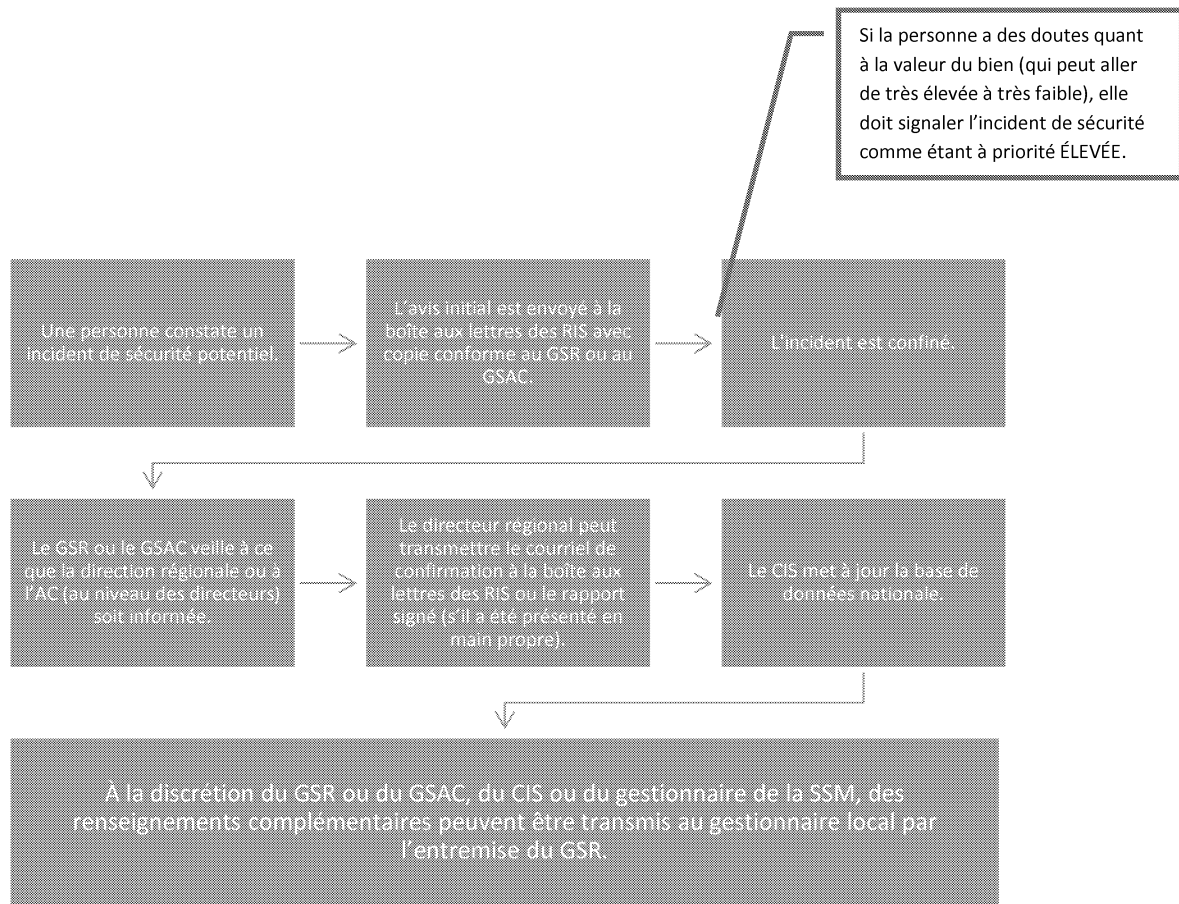 Si la personne a des doutes quant
à la valeur du bien (qui peut aller
de très élevée à très faible), elle
doit signaler l'incident de sécurité
comme étant à priorité ÉLEVÉE.
Une personne constate un
incident de sécurité potentiel.
L'avis initial est envoyé à la
boîte aux lettres des RIS avec
copie conforme au GSR ou au
GSAC.
L'incident est confiné.
Le GSR ou le GSAC veille à ce
que la direction régionale ou à
l'AC (au niveau des directeurs)
soit informée.
Le directeur régional peut
transmettre le courriel de
confirmation à la boîte aux
lettres des RIS ou le rapport
signé (s'il a été présenté en
main propre).
Le CIS met à jour la base de
données nationale.
À la discrétion du GSR ou du GSAC, du CIS ou du gestionnaire de la SSM, des
renseignements complémentaires peuvent être transmis au gestionnaire local par
l'entremise du GSR.